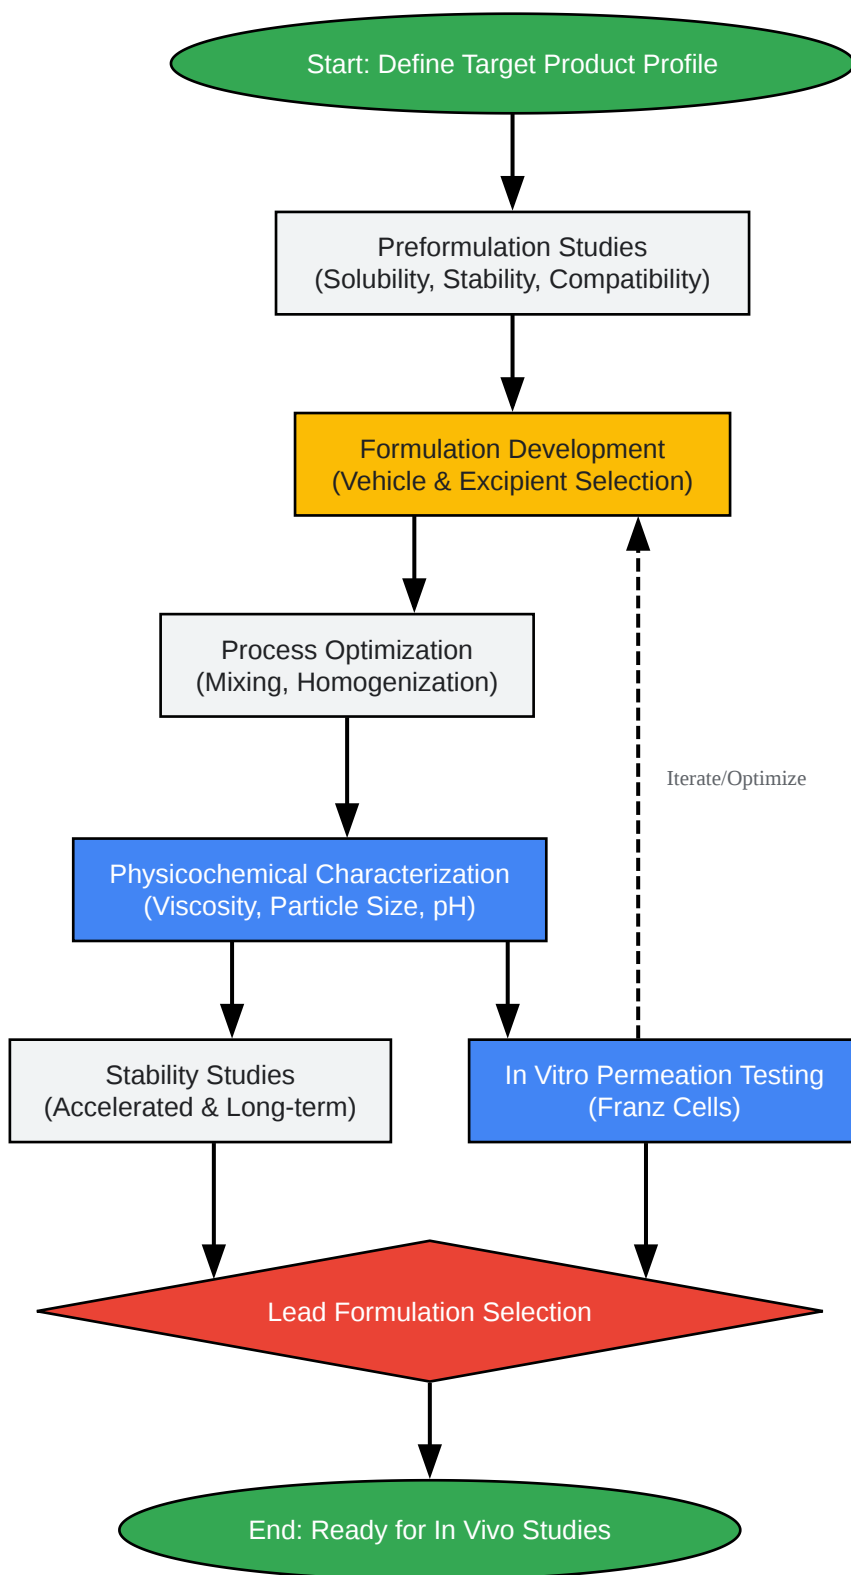 Start: Define Target Product Profile
Preformulation Studies
(Solubility, Stability, Compatibility)
Formulation Development
(Vehicle & Excipient Selection)
Process Optimization
(Mixing, Homogenization)
Iterate/Optimize
Physicochemical Characterization
(Viscosity, Particle Size, pH)
Stability Studies
(Accelerated & Long-term)
In Vitro Permeation Testing
(Franz Cells)
Lead Formulation Selection
End: Ready for In Vivo Studies